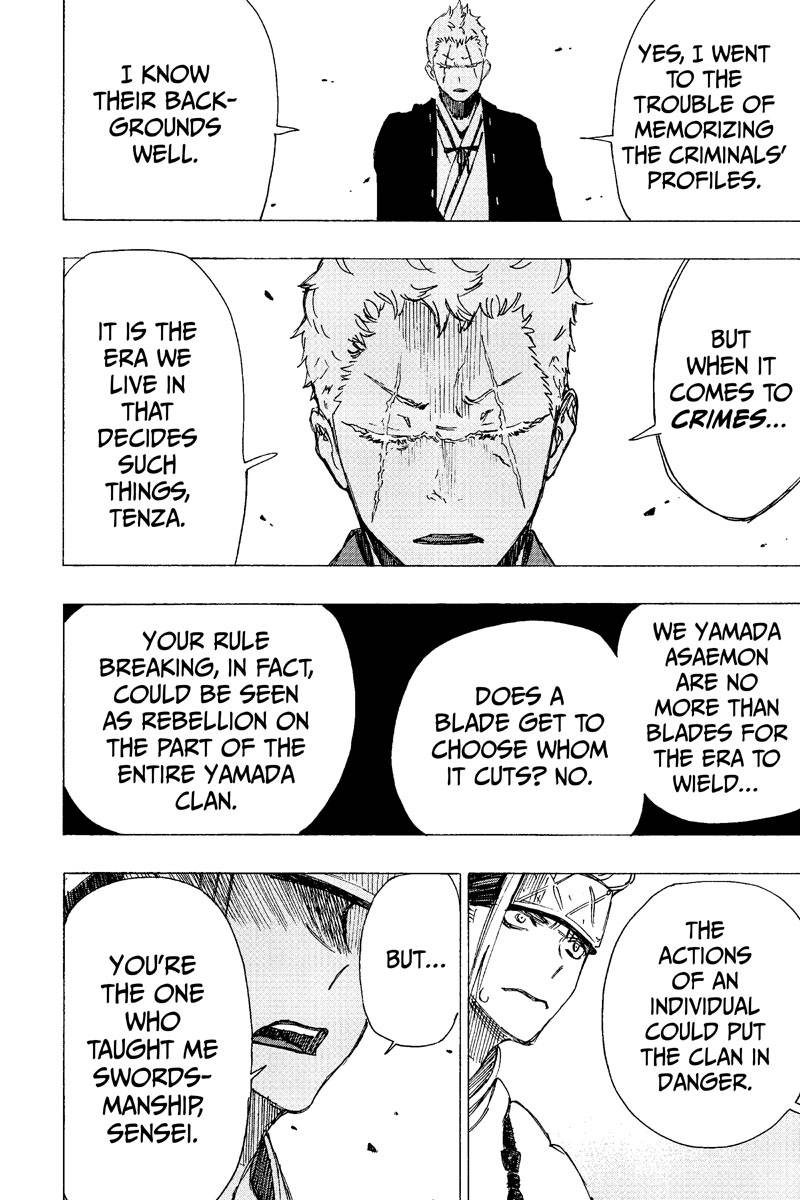 YES, I WENT
TO THE
TROUBLE OF
MEMORIZING
THE CRIMINALS'
PROFILES.
I KNOW
THEIR BACK-
GROUNDS
WELL.
BUT
WHEN IT
COMES TO
CRIMES...
IT IS THE
ERA WE
LIVE IN
THAT
DECIDES
SUCH
THINGS,
TENZA.
WE YAMADA
ASAEMON
ARE NO
MORE THAN
BLADES FOR
THE ERA TO
WIELD...
DOES A
BLADE GET TO
CHOOSE WHOM
IT CUTS? NO.
YOUR RULE
BREAKING, IN FACT,
COULD BE SEEN
AS REBELLION ON
THE PART OF THE
ENTIRE YAMADA
CLAN.
THE
ACTIONS
OF AN
INDIVIDUAL
COULD PUT
THE CLAN IN
DANGER.
BUT...
YOU'RE
THE ONE
WHO
TAUGHT ME
SWORDS-
MANSHIP,
SENSEI.